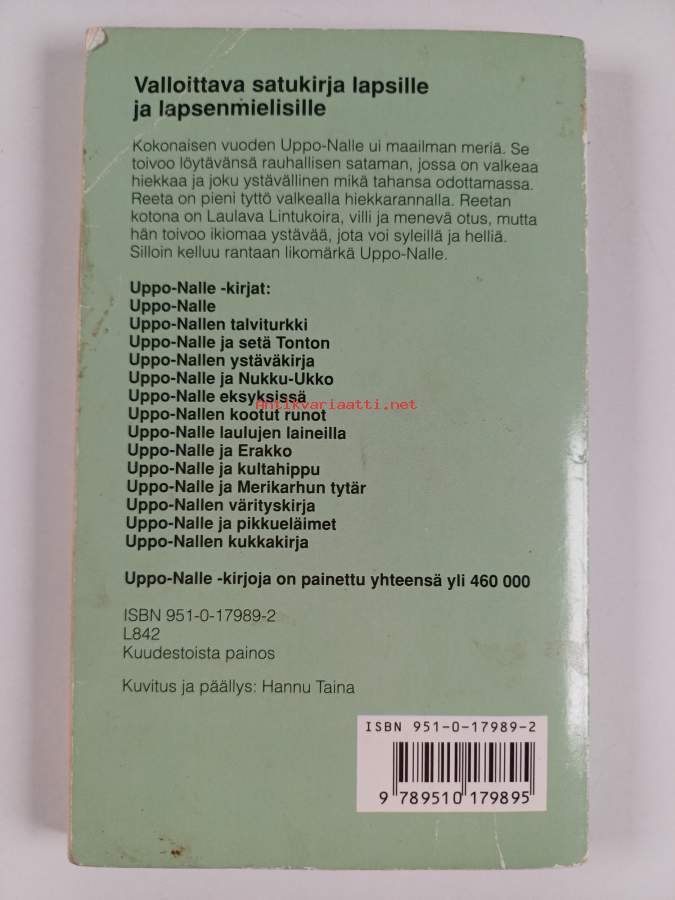 Valloittava satukirja lapsille
ja lapsenmielisille
Kokonaisen vuoden Uppo-Nalle ui maailman meriä. Se
toivoo löytävänsä rauhallisen sataman, jossa on valkeaa
hiekkaa ja joku ystävällinen mikä tahansa odottamassa.
Reeta on pieni tyttö valkealla hiekkarannalla. Reetan
kotona on Laulava Lintukoira, villi ja menevä otus, mutta
hän toivoo ikiomaa ystävää, jota voi syleillä ja helliä.
Silloin kelluu rantaan likomärkä Uppo-Nalle.
Uppo-Nalle -kirjat:
Uppo-Nalle
Uppo-Nallen talviturkki
Uppo-Nalle ja setä Tonton
Uppo-Nallen ystäväkirja
Uppo-Nalle ja Nukku-Ukko
Uppo-Nalle eksyksissä
Antikvariaatti.net
Uppo-Nallen kootut runot
Uppo-Nalle laulujen laineilla
Uppo-Nalle ja Erakko
Uppo-Nalle ja kultahippu
Uppo-Nalle ja Merikarhun tytär
Uppo-Nallen värityskirja
Uppo-Nalle ja pikkueläimet
Uppo-Nallen kukkakirja
Uppo-Nalle -kirjoja on painettu yhteensä yli 460 000
ISBN 951-0-17989-2
L842
Kuudestoista painos
Kuvitus ja päällys: Hannu Taina
ISBN 951-0-17989-2
9 789510 179895